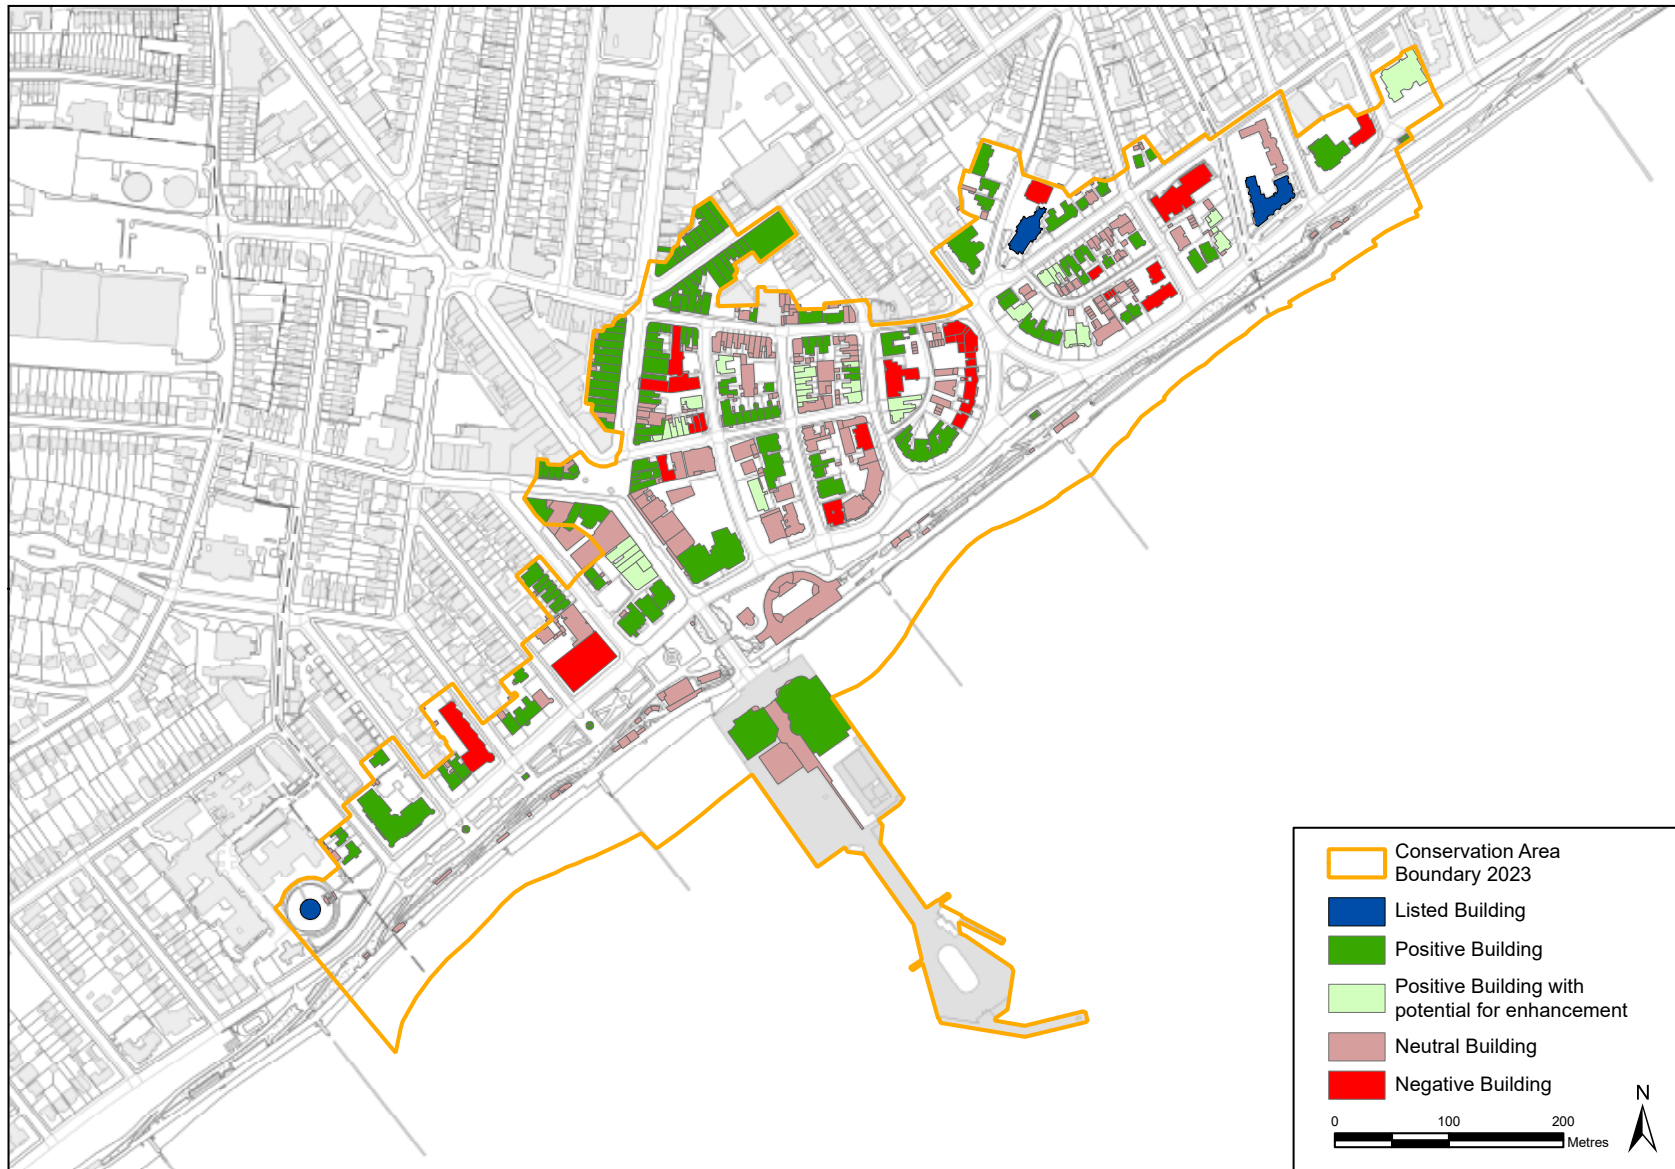 Conservation Area
Boundary 2023
Listed Building
Positive Building
Positive Building with
potential for enhancement
Neutral Building
Negative Building
N
0 100 200
Metres